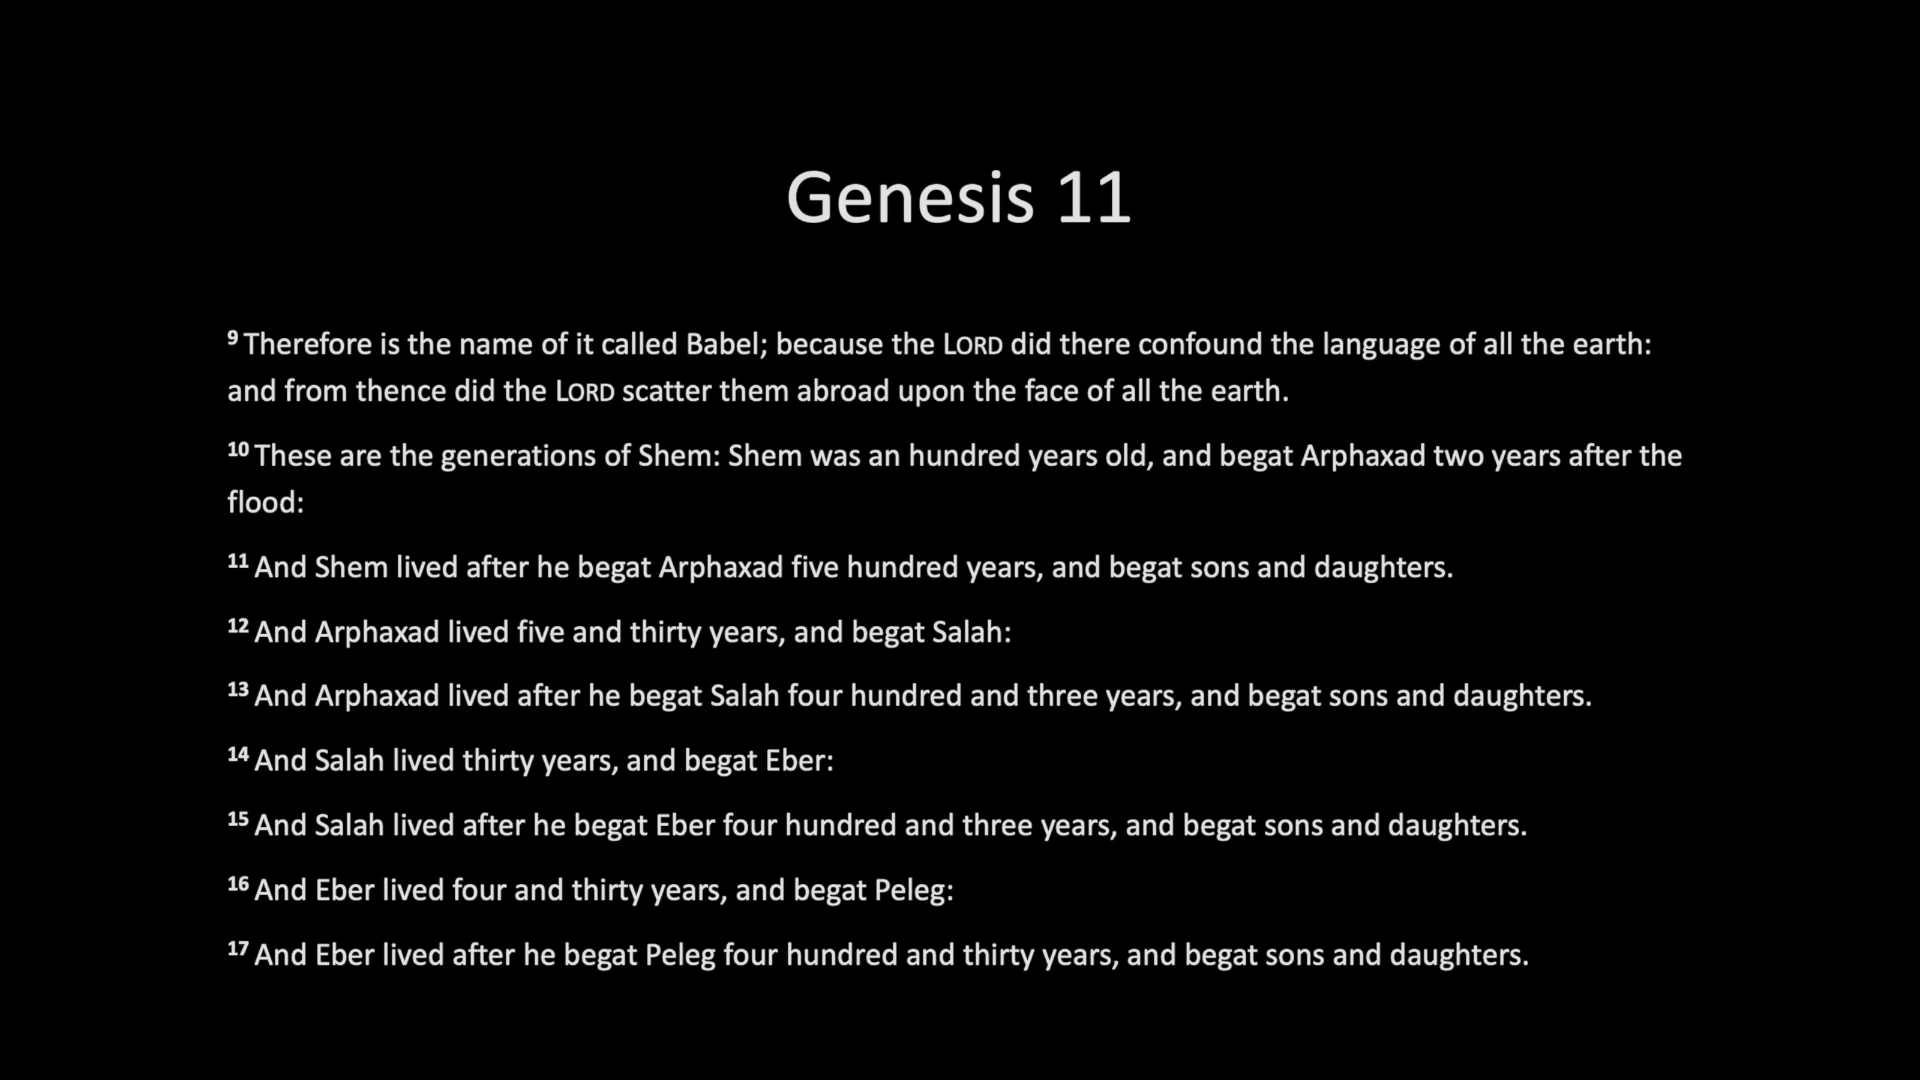 Genesis 11
9 Therefore is the name of it called Babel; because the LORD did there confound the language of all the earth:
and from thence did the LORD scatter them abroad upon the face of all the earth.
10 These are the generations of Shem: Shem was an hundred years old, and begat Arphaxad two years after the
flood:
11 And Shem lived after he begat Arphaxad five hundred years, and begat sons and daughters.
12 And Arphaxad lived five and thirty years, and begat Salah:
13 And Arphaxad lived after he begat Salah four hundred and three years, and begat sons and daughters.
14 And Salah lived thirty years, and begat Eber:
15 And Salah lived after he begat Eber four hundred and three years, and begat sons and daughters.
16 And Eber lived four and thirty years, and begat Peleg:
17 And Eber lived after he begat Peleg four hundred and thirty years, and begat sons and daughters.